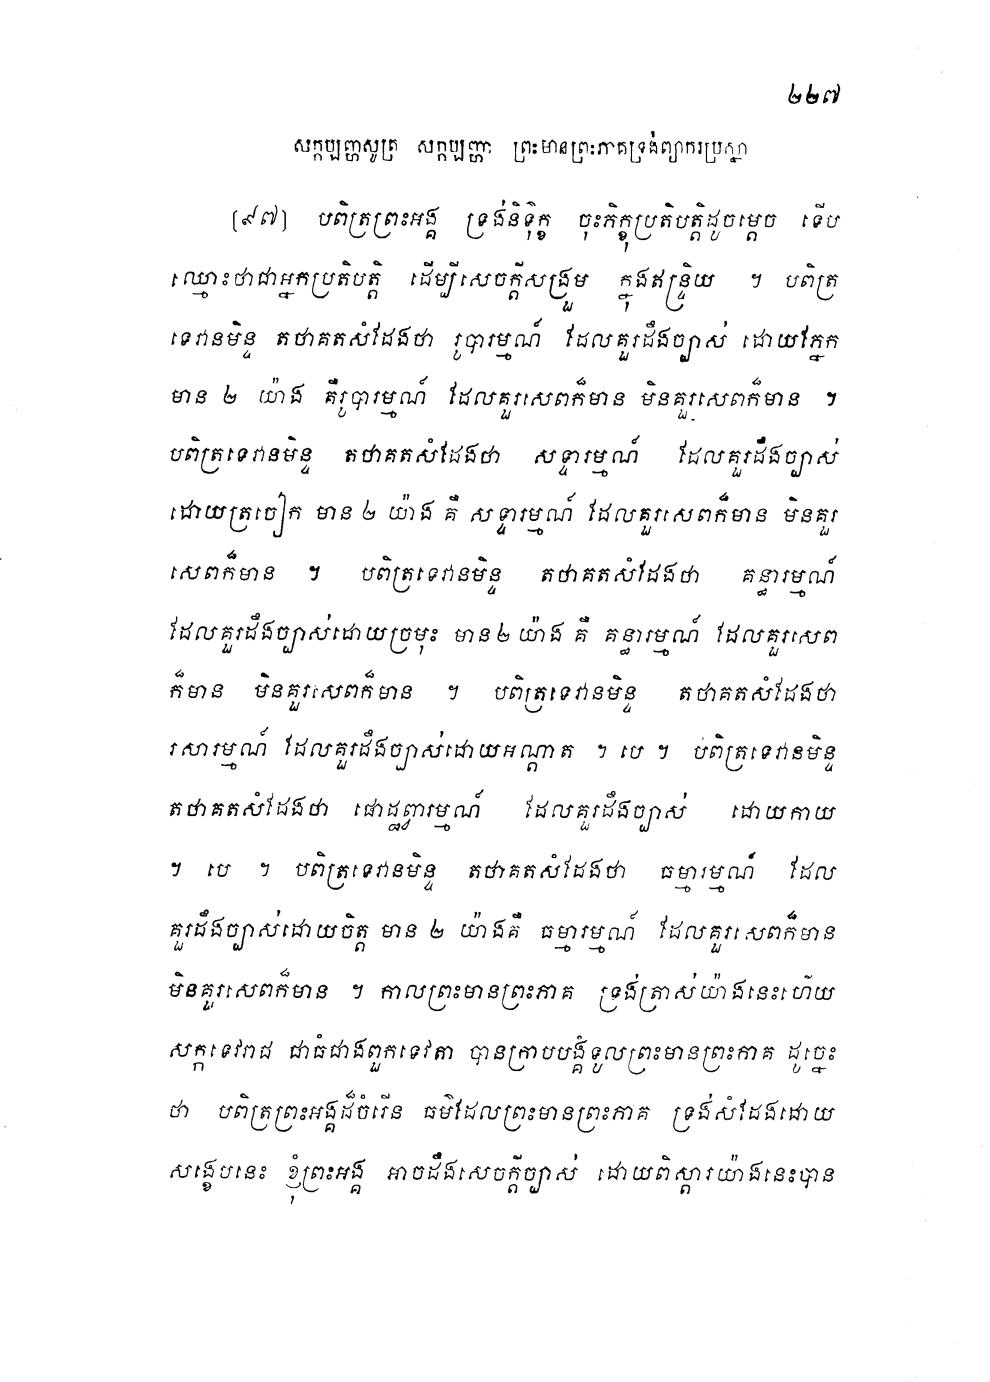 ២២៧
សក្កប្បញ្ហសូត្រ សក្កប្បញ្ហា ព្រះមានព្រះភាគទ្រង់ព្យាករប្រស្នា
[៩៧] បពិត្រព្រះអង្គ ទ្រង់និទ៌ុក្ខ ចុះភិក្ខុប្រតិបត្តិដូចម្តេច ទើប
ឈ្មោះថាជាអ្នកប្រតិបត្តិ ដើម្បីសេចក្តីសង្រួម ក្នុងឥន្ទ្រិយ ។ បពិត្រ
ទេវានមិន្ទ តថាគតសំដែងថា រូបារម្មណ៍ ដែលគួរដឹងច្បាស់ ដោយភ្នែក
មាន ២ យ៉ាង គឺរូបារម្មណ៍ ដែលគួរសេពក៏មាន មិនគួរសេពក៏មាន ។
បពិត្រទេវានមិន្ទ តថាគតសំដែងថា សទ្ទារម្មណ៍ ដែលគួរដឹងច្បាស់
ដោយត្រចៀក មាន ២ យ៉ាង គឺ សទ្ទារម្មណ៍ ដែលគួរសេពក៏មាន មិនគួរ
សេពក៏មាន ។ បពិត្រទេវានមិន្ទ តថាគតសំដែងថា គន្ធារម្មណ៍
ដែលគួរដឹងច្បាស់ដោយច្រមុះ មាន ២ យ៉ាង គឺ គន្ធារម្មណ៍ ដែលគួរសេព
ក៏មាន មិនគួរសេពក៏មាន ។ បពិត្រទេវានមិន្ទ តថាគតសំដែងថា
រសារម្មណ៍ ដែលគួរដឹងច្បាស់ដោយអណ្តាត ។ បេ ។ បពិត្រទេវានមិន្ទ
តថាគតសំដែងថា ផោដ្ឋព្វារម្មណ៍ ដែលគួរដឹងច្បាស់ ដោយកាយ
។ បេ ។ បពិត្រទេវានមិន្ទ តថាគតសំដែងថា ធម្មារម្មណ៍ ដែល
គួរដឹងច្បាស់ដោយចិត្ត មាន ២ យ៉ាងគឺ ធម្មារម្មណ៍ ដែលគួរសេពក៏មាន
មិនគួរសេពក៏មាន ។ កាលព្រះមានព្រះភាគ ទ្រង់ត្រាស់យ៉ាងនេះហើយ
សក្កទេវរាជ ជាធំជាងពួកទេវតា បានក្រាបបង្គំទូលព្រះមានព្រះភាគ ដូច្នេះ
ថា បពិត្រព្រះអង្គដ៏ចំរើន ធម៌ដែលព្រះមានព្រះភាគ ទ្រង់សំដែងដោយ
សង្ខេបនេះ ខ្ញុំព្រះអង្គ អាចដឹងសេចក្តីច្បាស់ ដោយពិស្តារយ៉ាងនេះបាន